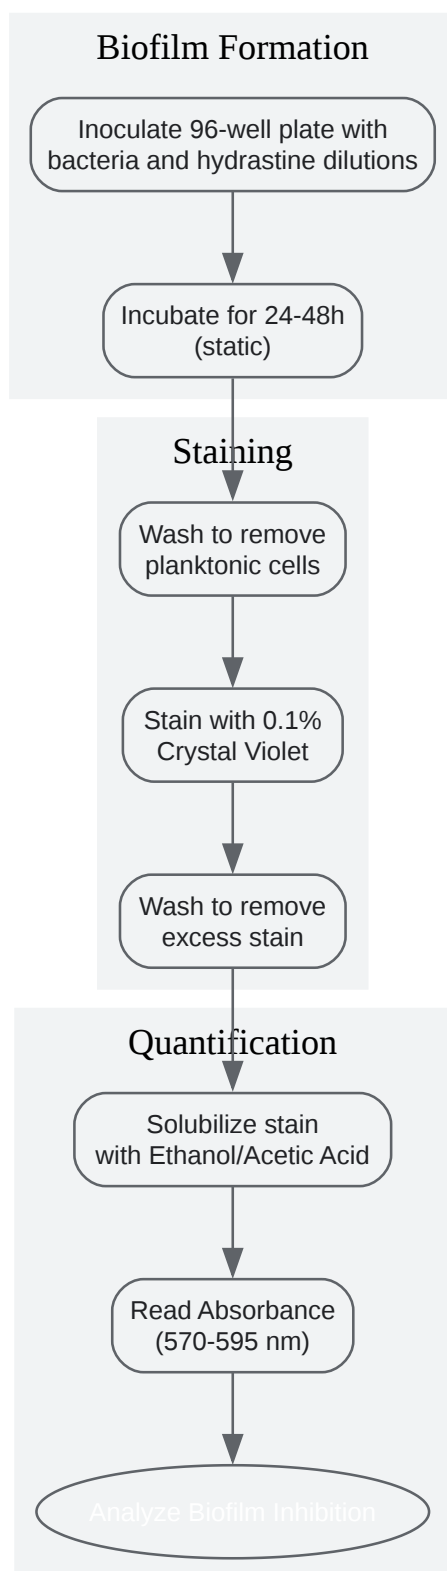 Biofilm Formation
Inoculate 96-well plate with
bacteria and hydrastine dilutions
Incubate for 24-48h
(static)
Staining
Wash to remove
planktonic cells
Stain with 0.1%
Crystal Violet
Wash to remove
excess stain
Quantification
Solubilize stain
with Ethanol/Acetic Acid
Read Absorbance
(570-595 nm)
Analyze Biofilm Inhibition